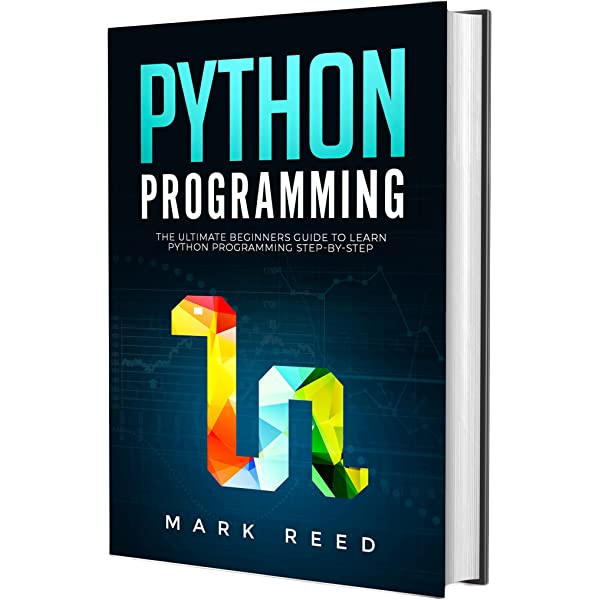 PYTHON
PROGRAMMING
THE ULTIMATE BEGINNERS GUIDE TO LEARN
PYTHON PROGRAMMING STEP-BY-STEP
MARK REED